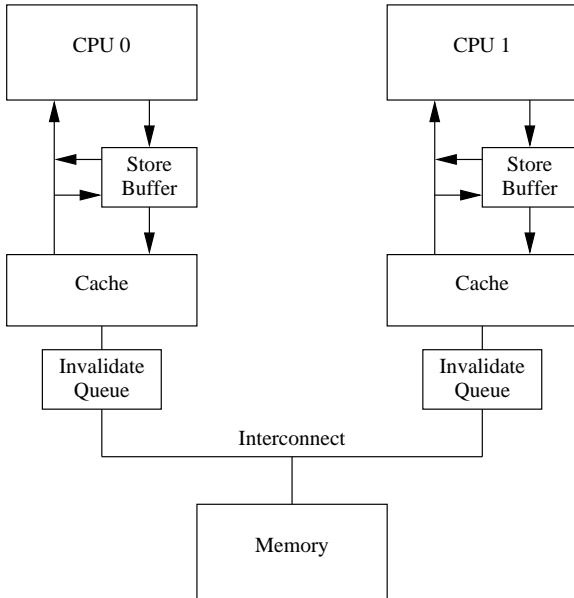 CPU 0
CPU 1
Store
Buffer
Store
Buffer
Cache
Cache
Invalidate
Queue
Invalidate
Queue
Interconnect
Memory